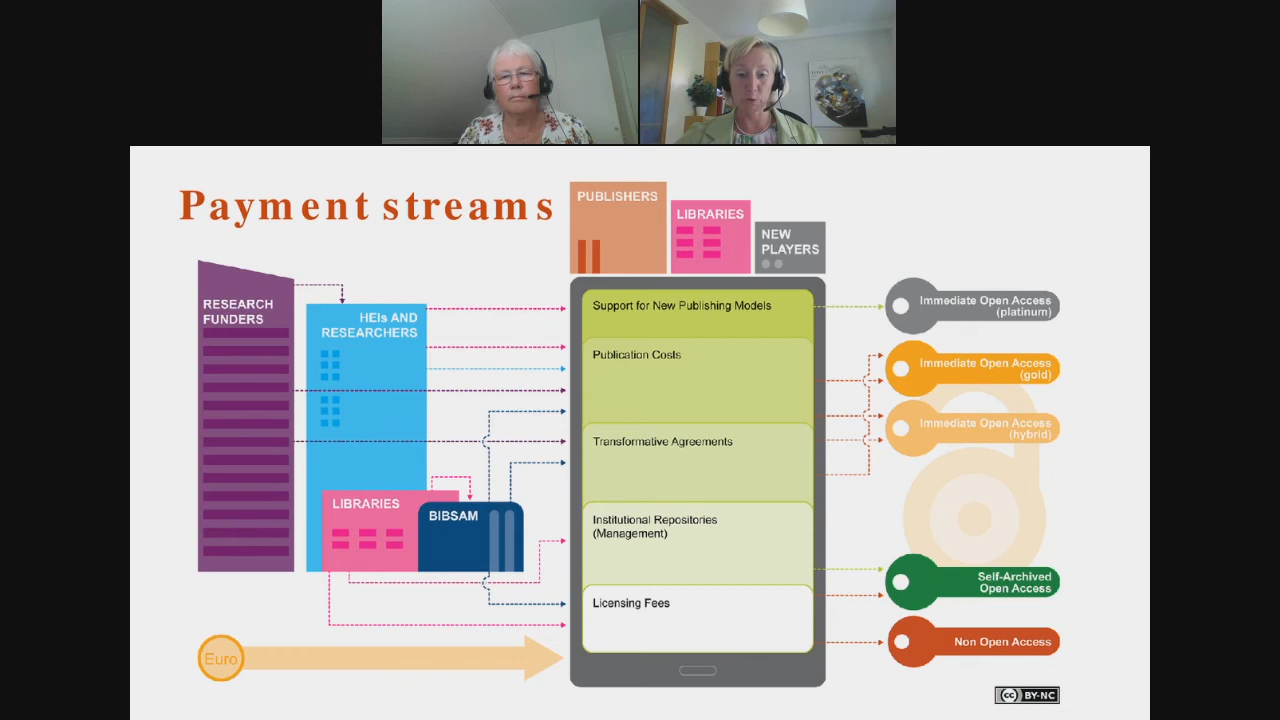 Payment streams
PUBLISHERS
LIBRARIES
NEW
PLAYERS
RESEARCH
FUNDERS
HEIs AND
RESEARCHERS
LIBRARIES
BIBSAM
Support for New Publishing Models
Publication Costs
Transformative Agreements
Institutional Repositories
(Management)
Licensing Fees
Immediate Open Access
(platinum)
Immediate Open Access
(gold)
Immediate Open Access
(hybrid)
Self-Archived
Open Access
Non Open Access
Euro
cc BY-NC